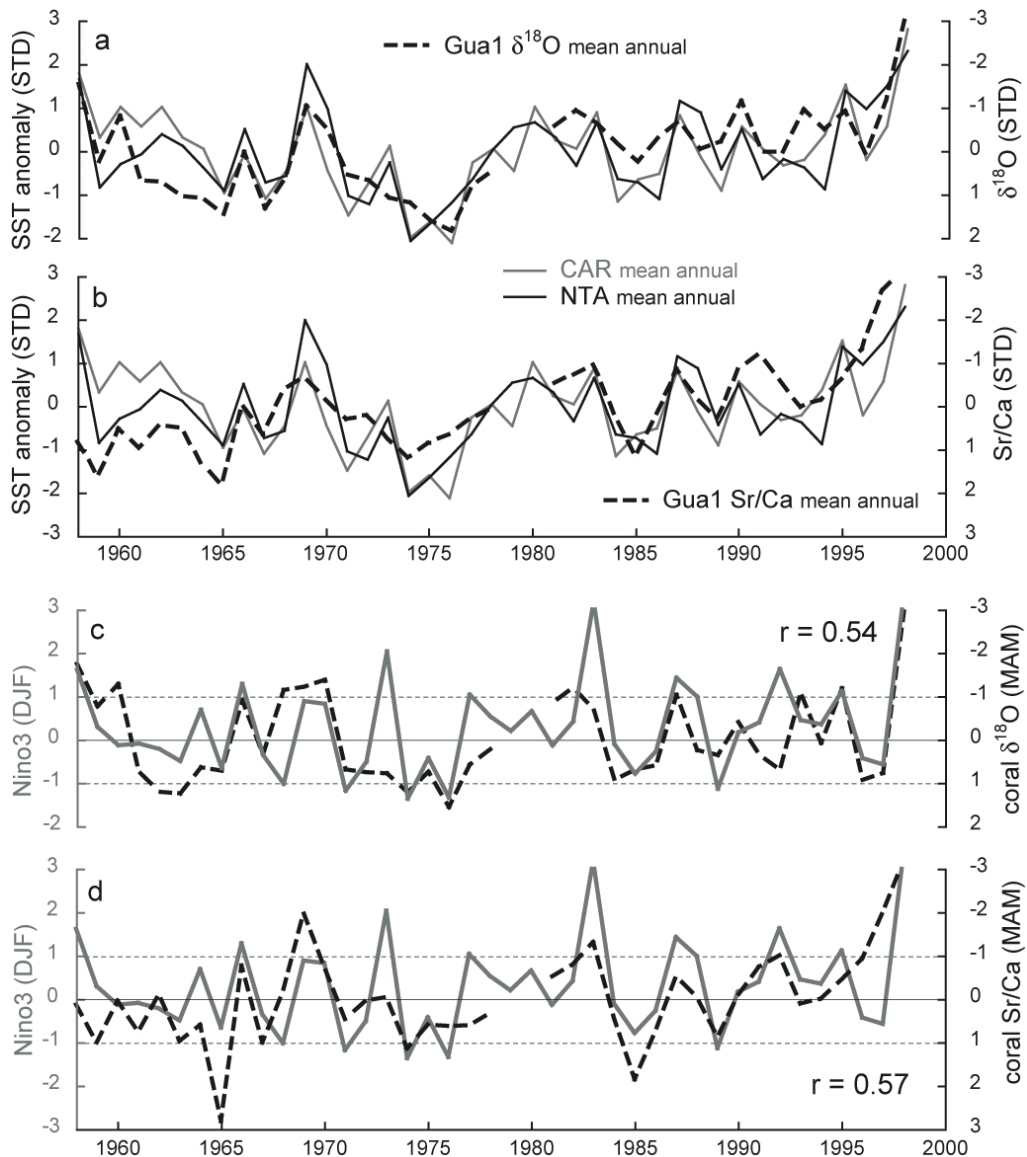 a
Gua1 δ18O mean annual
SST anomaly (STD)
3
2
1
0
-1
-2
-3
-2
-1
0
1
2
δ18O (STD)
b
CAR mean annual
NTA mean annual
SST anomaly (STD)
3
2
1
0
-1
-2
-3
-3
-2
-1
0
1
2
3
Sr/Ca (STD)
Gua1 Sr/Ca mean annual
1960 1965 1970 1975 1980 1985 1990 1995 2000
c
r = 0.54
Nino3 (DJF)
3
2
1
0
-1
-2
-3
-2
-1
0
1
2
coral δ18O (MAM)
d
Nino3 (DJF)
3
2
1
0
-1
-2
-3
-3
-2
-1
0
1
2
3
coral Sr/Ca (MAM)
r = 0.57
1960 1965 1970 1975 1980 1985 1990 1995 2000